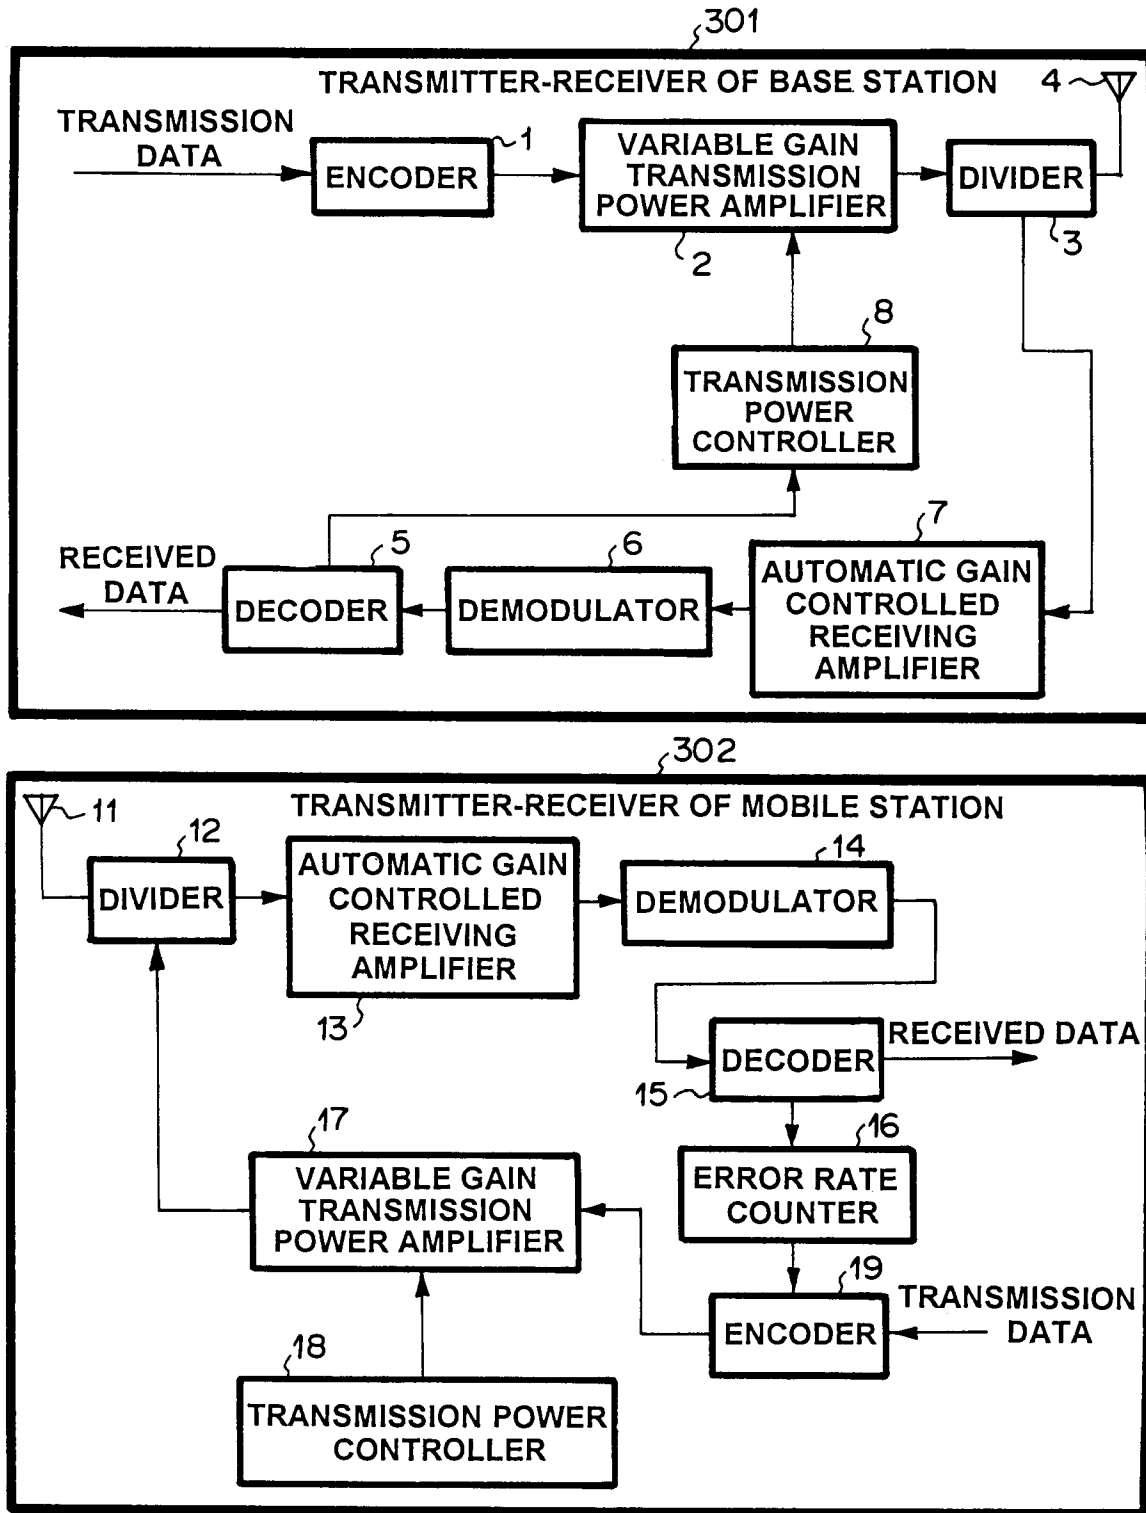 301
TRANSMITTER-RECEIVER OF BASE STATION
4
TRANSMISSION
DATA
1
ENCODER
VARIABLE GAIN
TRANSMISSION
POWER AMPLIFIER
2
DIVIDER
3
8
TRANSMISSION
POWER
CONTROLLER
RECEIVED
DATA
5
DECODER
6
DEMODULATOR
7
AUTOMATIC GAIN
CONTROLLED
RECEIVING
AMPLIFIER
302
TRANSMITTER-RECEIVER OF MOBILE STATION
11
12
DIVIDER
AUTOMATIC GAIN
CONTROLLED
RECEIVING
AMPLIFIER
13
14
DEMODULATOR
DECODER
15
RECEIVED DATA
16
ERROR RATE
COUNTER
17
VARIABLE GAIN
TRANSMISSION
POWER AMPLIFIER
19
ENCODER
TRANSMISSION
DATA
18
TRANSMISSION POWER
CONTROLLER